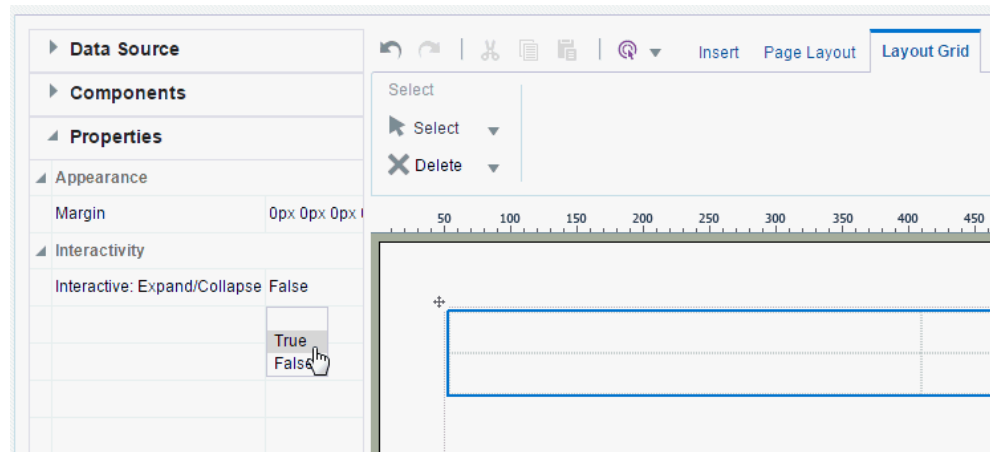 Data Source
Components
Properties
Appearance
Margin 0px 0px 0px
Interactivity
Interactive: Expand/Collapse False
True
False
Insert Page Layout Layout Grid
Select
Select
Delete
50 100 150 200 250 300 350 400 450